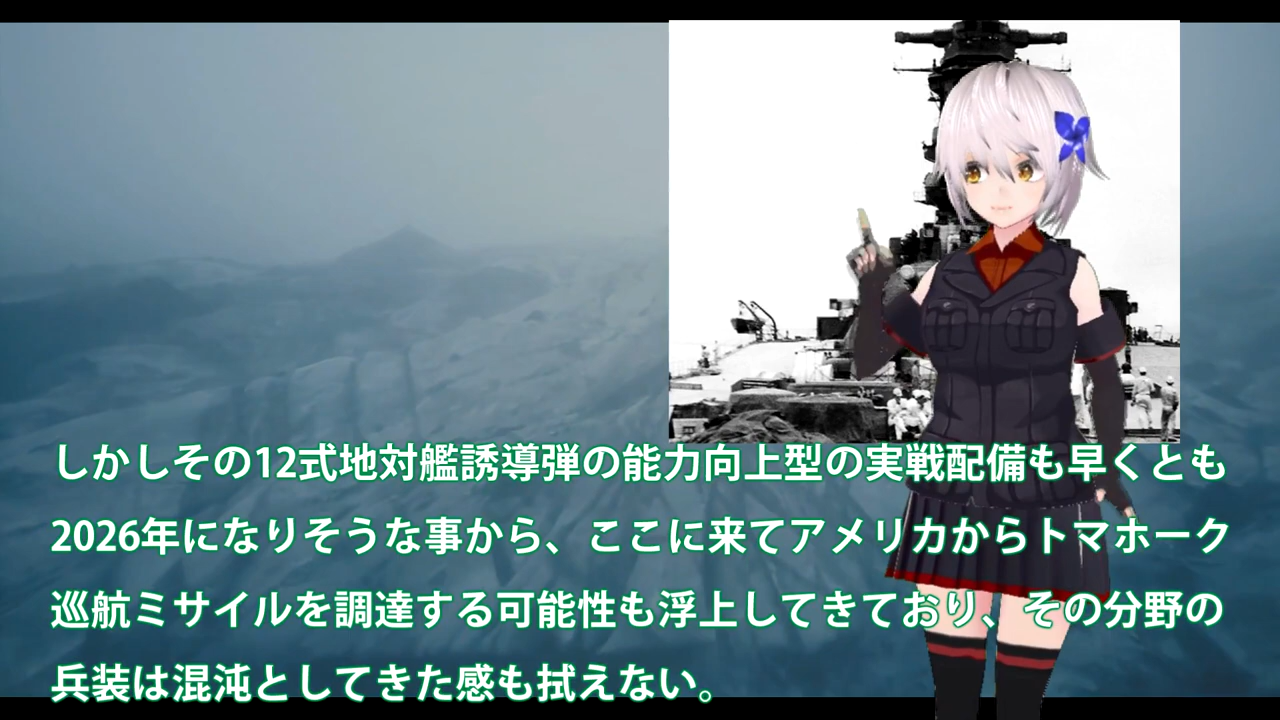 しかしその12式地対艦誘導弾の能力向上型の実戦配備も早くとも
2026年になりそうな事から、ここに来てアメリカからトマホーク
巡航ミサイルを調達する可能性も浮上してきており、その分野の
兵装は混沌としてきた感も拭えない。